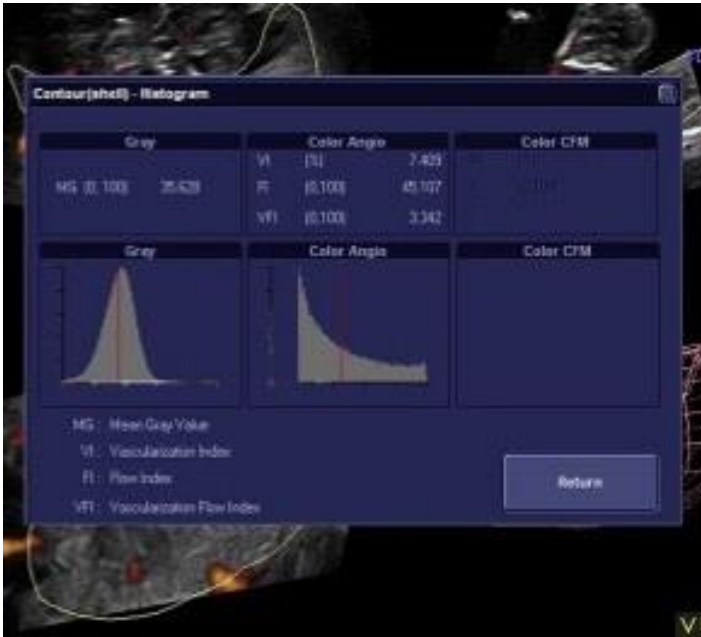 Contour(shell) - Histogram
Gray
Color Angio
Color CFM
MG (0, 100) 35.628
VI (%) 7.409
FI (0,100) 45.107
VFI (0,100) 3.342
Gray
Color Angio
Color CFM
MG : Mean Gray Value
VI : Vascularization Index
FI : Flow Index
VFI : Vascularization Flow Index
Return
V